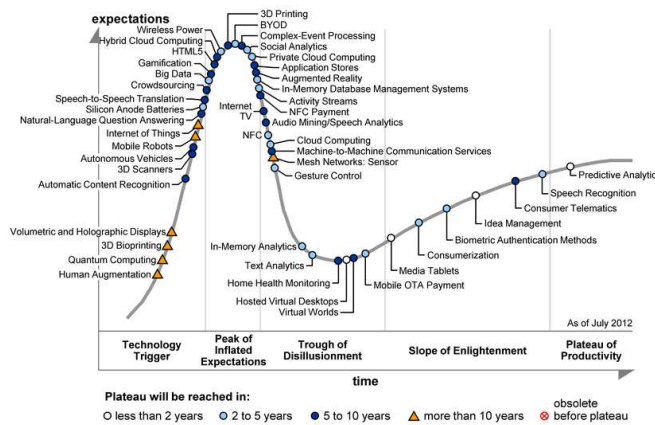 expectations
3D Printing
BYOD
Wireless Power
Complex-Event Processing
Hybrid Cloud Computing
Social Analytics
HTML5
Private Cloud Computing
Gamification
Application Stores
Big Data
Augmented Reality
Crowdsourcing
In-Memory Database Management Systems
Speech-to-Speech Translation
Activity Streams
Silicon Anode Batteries
NFC Payment
Internet
TV
Natural-Language Question Answering
Audio Mining/Speech Analytics
Internet of Things
NFC
Mobile Robots
Cloud Computing
Autonomous Vehicles
Machine-to-Machine Communication Services
3D Scanners
Mesh Networks: Sensor
Automatic Content Recognition
Gesture Control
Predictive Analytic
Speech Recognition
Consumer Telematics
Idea Management
Volumetric and Holographic Displays
Biometric Authentication Methods
3D Bioprinting
In-Memory Analytics
Consumerization
Quantum Computing
Text Analytics
Media Tablets
Human Augmentation
Home Health Monitoring
Mobile OTA Payment
Hosted Virtual Desktops
Virtual Worlds
As of July 2012
Technology
Trigger
Peak of
Inflated
Expectations
Trough of
Disillusionment
Slope of Enlightenment
Plateau of
Productivity
time
Plateau will be reached in:
less than 2 years
2 to 5 years
5 to 10 years
more than 10 years
obsolete
before plateau